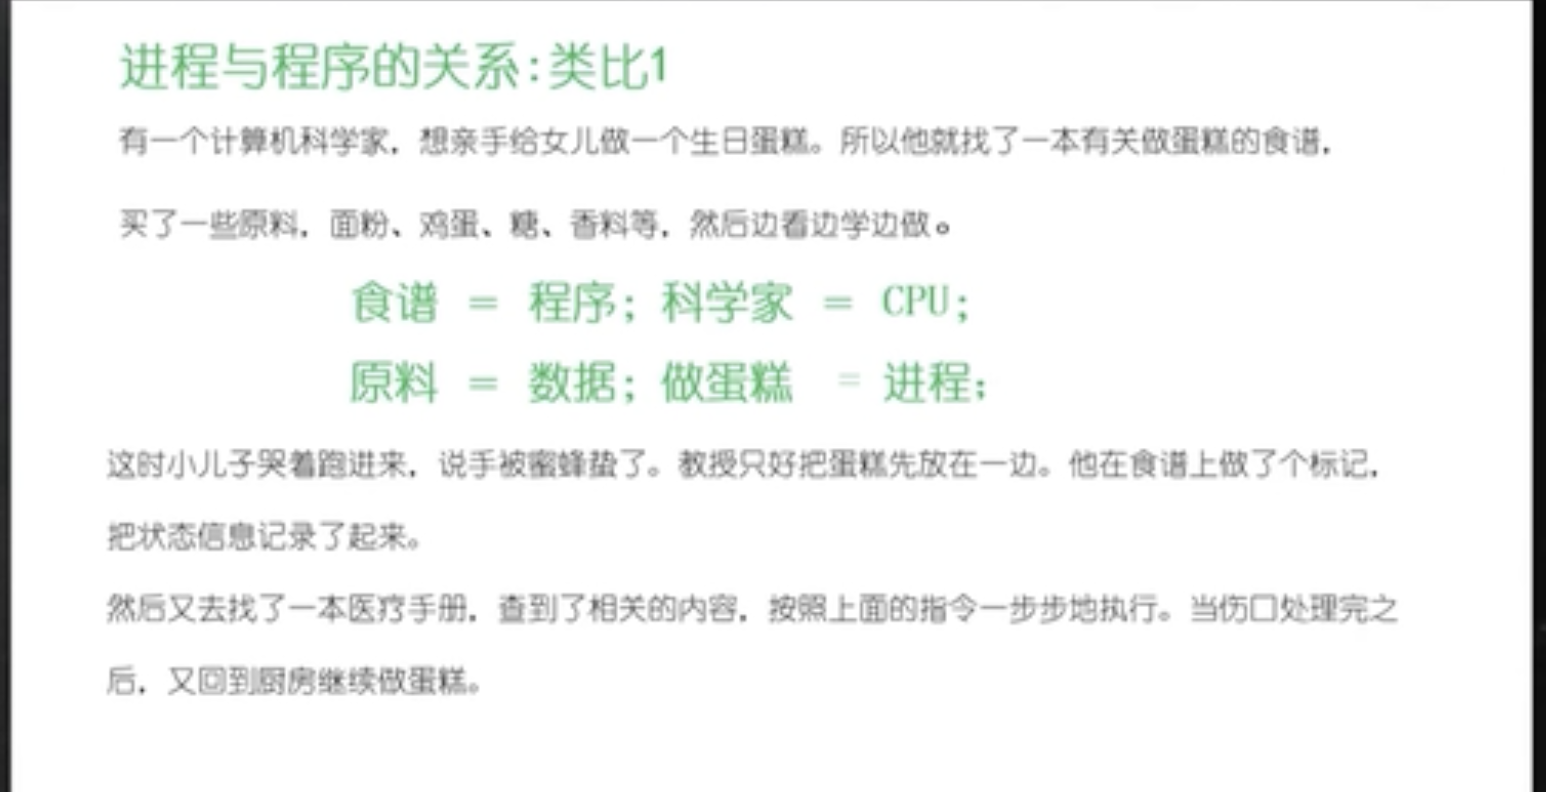 进程与程序的关系:类比1
有一个计算机科学家，想亲手给女儿做一个生日蛋糕。所以他就找了一本有关做蛋糕的食谱，
买了一些原料，面粉、鸡蛋、糖、香料等，然后边看边学边做。
食谱 = 程序; 科学家 = CPU;
原料 = 数据; 做蛋糕 = 进程;
这时小儿子哭着跑进来，说手被蜜蜂蛰了。教授只好把蛋糕先放在一边。他在食谱上做了个标记，
把状态信息记录了起来。
然后又去找了一本医疗手册，查到了相关的内容，按照上面的指令一步步地执行。当伤口处理完之
后，又回到厨房继续做蛋糕。